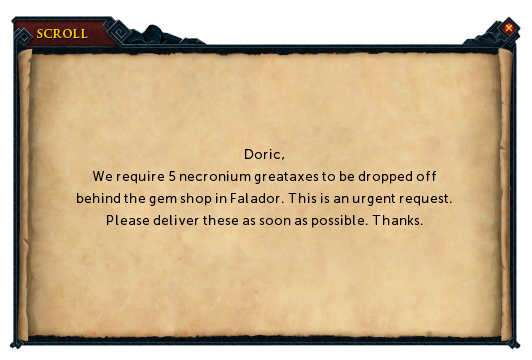 SCROLL
Doric,
We require 5 necronium greataxes to be dropped off
behind the gem shop in Falador. This is an urgent request.
Please deliver these as soon as possible. Thanks.